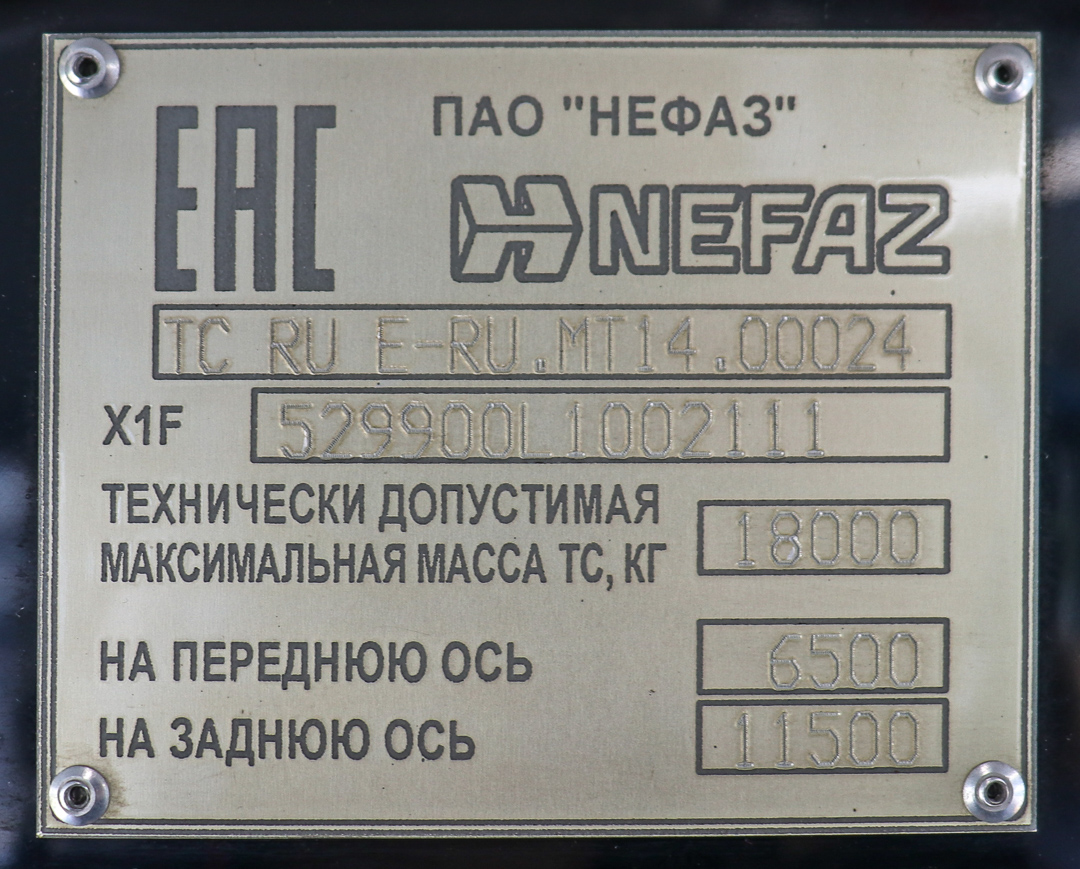 EAC
ПАО "НЕФАЗ"
NEFAZ
TC RU E-RU.MT14.00024
X1F 529900L1002111
ТЕХНИЧЕСКИ ДОПУСТИМАЯ
МАКСИМАЛЬНАЯ МАССА ТС, КГ 18000
НА ПЕРЕДНЮЮ ОСЬ 6500
НА ЗАДНЮЮ ОСЬ 11500